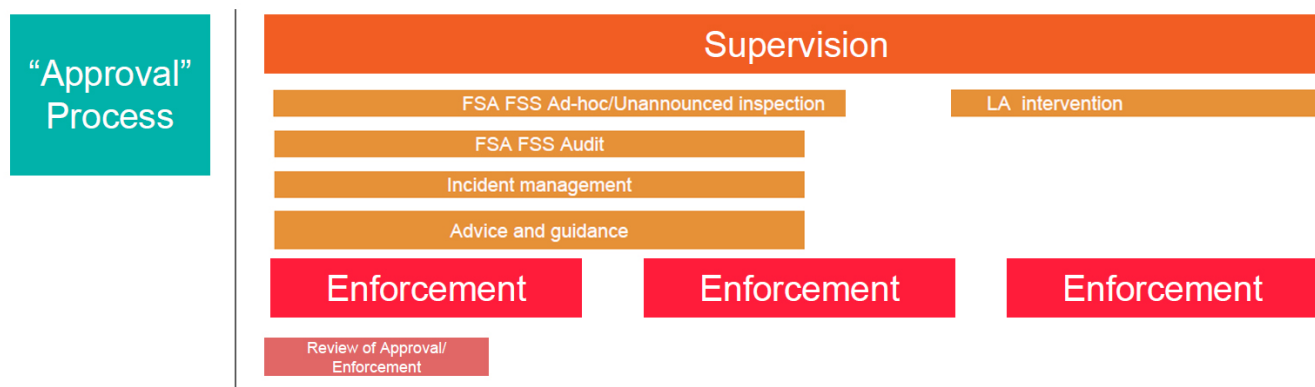 “Approval”
Process
Supervision
FSA FSS Ad-hoc/Unannounced inspection
LA intervention
FSA FSS Audit
Incident management
Advice and guidance
Enforcement
Enforcement
Enforcement
Review of Approval/
Enforcement